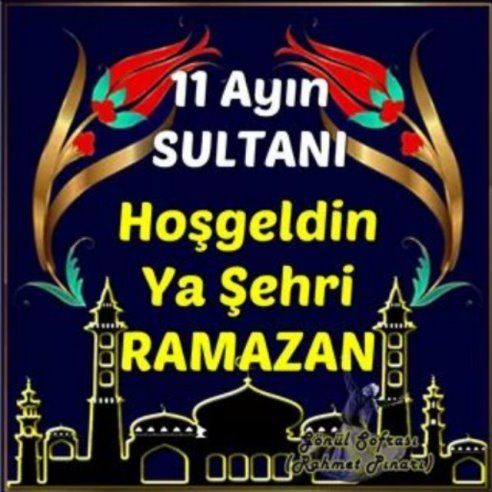 11 Ayın
SULTANI
Hoşgeldin
Ya Şehri
RAMAZAN
Gönül Sofrası
(Rahmet Pınarı)